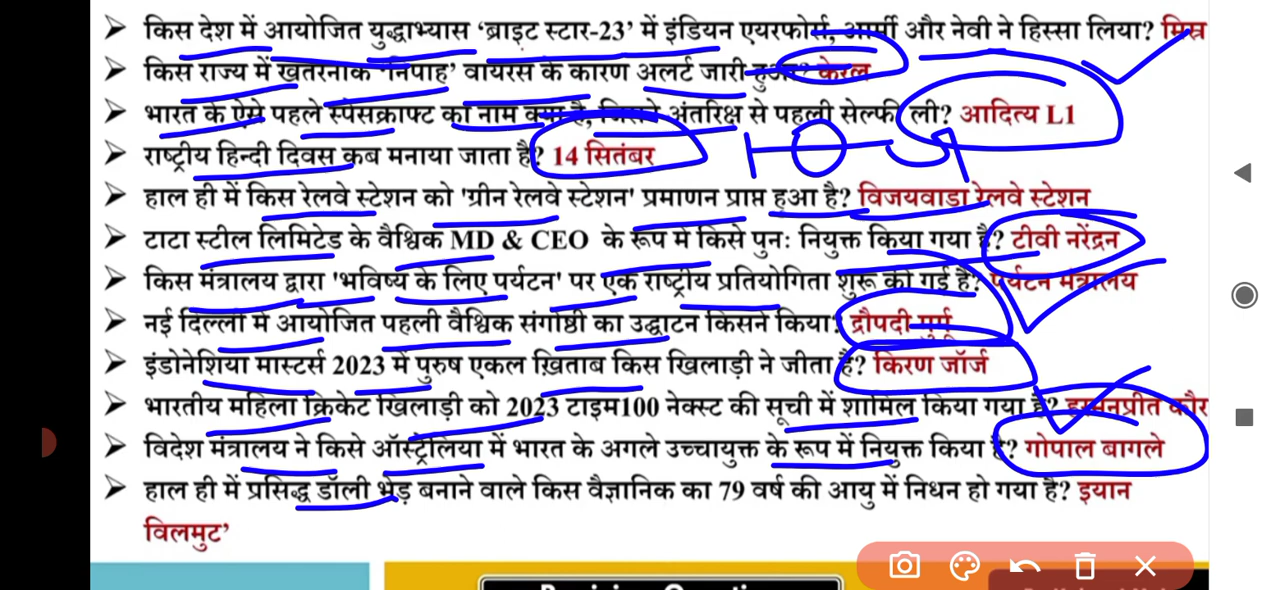 ➤ किस देश में आयोजित युद्धाभ्यास ‘ब्राइट स्टार-23’ में इंडियन एयरफोर्स, आर्मी और नेवी ने हिस्सा लिया? मिस्र
➤ किस राज्य में खतरनाक ‘निपाह’ वायरस के कारण अलर्ट जारी हुआ? केरल
➤ भारत के ऐसे पहले स्पेसक्राफ्ट का नाम क्या है, जिसने अंतरिक्ष से पहली सेल्फी ली? आदित्य L1
➤ राष्ट्रीय हिन्दी दिवस कब मनाया जाता है? 14 सितंबर
➤ हाल ही में किस रेलवे स्टेशन को 'ग्रीन रेलवे स्टेशन' प्रमाणन प्राप्त हुआ है? विजयवाडा रेलवे स्टेशन
➤ टाटा स्टील लिमिटेड के वैश्विक MD & CEO के रूप में किसे पुन: नियुक्त किया गया है? टीवी नरेंद्रन
➤ किस मंत्रालय द्वारा 'भविष्य के लिए पर्यटन' पर एक राष्ट्रीय प्रतियोगिता शुरू की गई है? पर्यटन मंत्रालय
➤ नई दिल्ली में आयोजित पहली वैश्विक संगोष्ठी का उद्घाटन किसने किया? द्रौपदी मुर्मू
➤ इंडोनेशिया मास्टर्स 2023 में पुरुष एकल ख़िताब किस खिलाड़ी ने जीता है? किरण जॉर्ज
➤ भारतीय महिला क्रिकेट खिलाड़ी को 2023 टाइम100 नेक्स्ट की सूची में शामिल किया गया है? हरमनप्रीत कौर
➤ विदेश मंत्रालय ने किसे ऑस्ट्रेलिया में भारत के अगले उच्चायुक्त के रूप में नियुक्त किया है? गोपाल बागले
➤ हाल ही में प्रसिद्ध डॉली भेड़ बनाने वाले किस वैज्ञानिक का 79 वर्ष की आयु में निधन हो गया है? इयान
विलमुट’